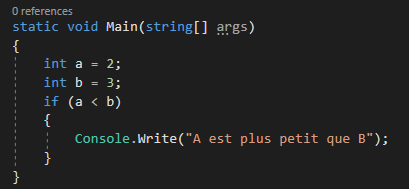 0 references
static void Main(string[] args)
{
int a = 2;
int b = 3;
if (a < b)
{
Console.Write("A est plus petit que B");
}
}